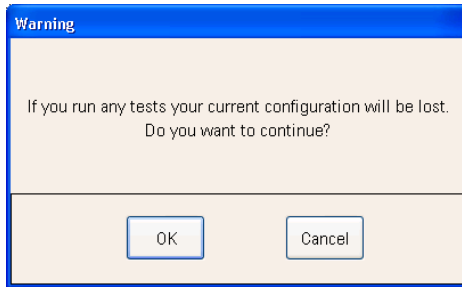 Warning
If you run any tests your current configuration will be lost.
Do you want to continue?
OK
Cancel